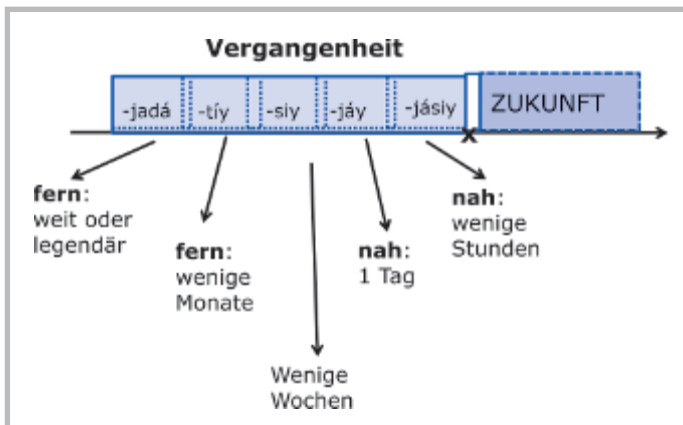 Vergangenheit
-jadá
-tíy
-siy
-jáy
-jásiy
ZUKUNFT
x
fern:
weit oder
legendär
fern:
wenige
Monate
Wenige
Wochen
nah:
1 Tag
nah:
wenige
Stunden